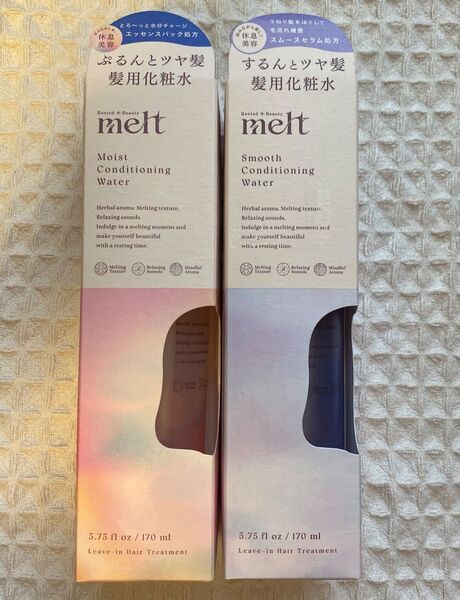 休息
美容
とろ〜っと水分チャージ
エッセンスパック処方
ぷるんとツヤ髪
髪用化粧水
Rested + Beauty
melt
Moist
Conditioning
Water
Herbal aroma. Melting texture.
Relaxing sounds.
Indulge in a melting moment and
make yourself beautiful
with a resting time.
Melting
Texture
Relaxing
Sounds
Mindful
Aroma
5.75 fl oz / 170 ml
Leave-in Hair Treatment
休息
美容
うねり髪をほぐして
毛流れ補整
スムースセラム処方
するんとツヤ髪
髪用化粧水
Rested + Beauty
melt
Smooth
Conditioning
Water
Herbal aroma. Melting texture.
Relaxing sounds.
Indulge in a melting moment and
make yourself beautiful
with a resting time.
Melting
Texture
Relaxing
Sounds
Mindful
Aroma
5.75 fl oz / 170 ml
Leave-in Hair Treatment